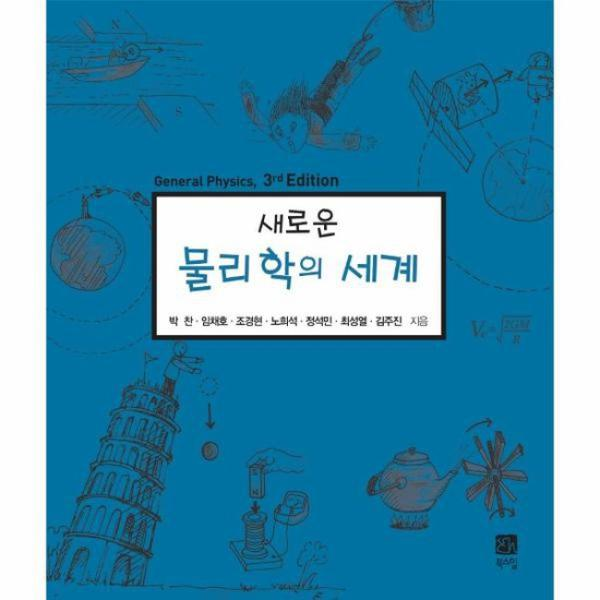 N
S
General Physics, 3rd Edition
새로운
물리학의 세계
박 찬 · 임채호 · 조경현 · 노희석 · 정석민 · 최성열 · 김주진 지음
Vₑ=√2GM/R
북스힐